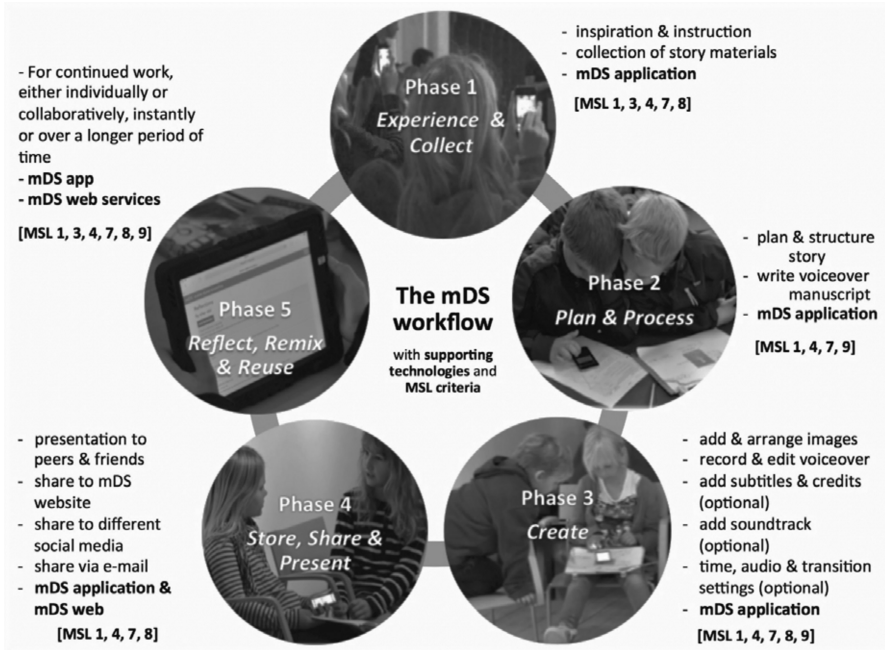 - inspiration & instruction
- collection of story materials
- mDS application
[MSL 1, 3, 4, 7, 8]
Phase 1
Experience &
Collect
- For continued work,
either individually or
collaboratively, instantly
or over a longer period of
time
- mDS app
- mDS web services
[MSL 1, 3, 4, 7, 8, 9]
Phase 2
Plan & Process
- plan & structure
story
- write voiceover
manuscript
- mDS application
[MSL 1, 4, 7, 9]
Phase 5
Reflect, Remix
& Reuse
The mDS
workflow
with supporting
technologies and
MSL criteria
- presentation to
peers & friends
- share to mDS
website
- share to different
social media
- share via e-mail
- mDS application &
mDS web
[MSL 1, 4, 7, 8]
Phase 4
Store, Share &
Present
Phase 3
Create
- add & arrange images
- record & edit voiceover
- add subtitles & credits
(optional)
- add soundtrack
(optional)
- time, audio & transition
settings (optional)
- mDS application
[MSL 1, 4, 7, 8, 9]